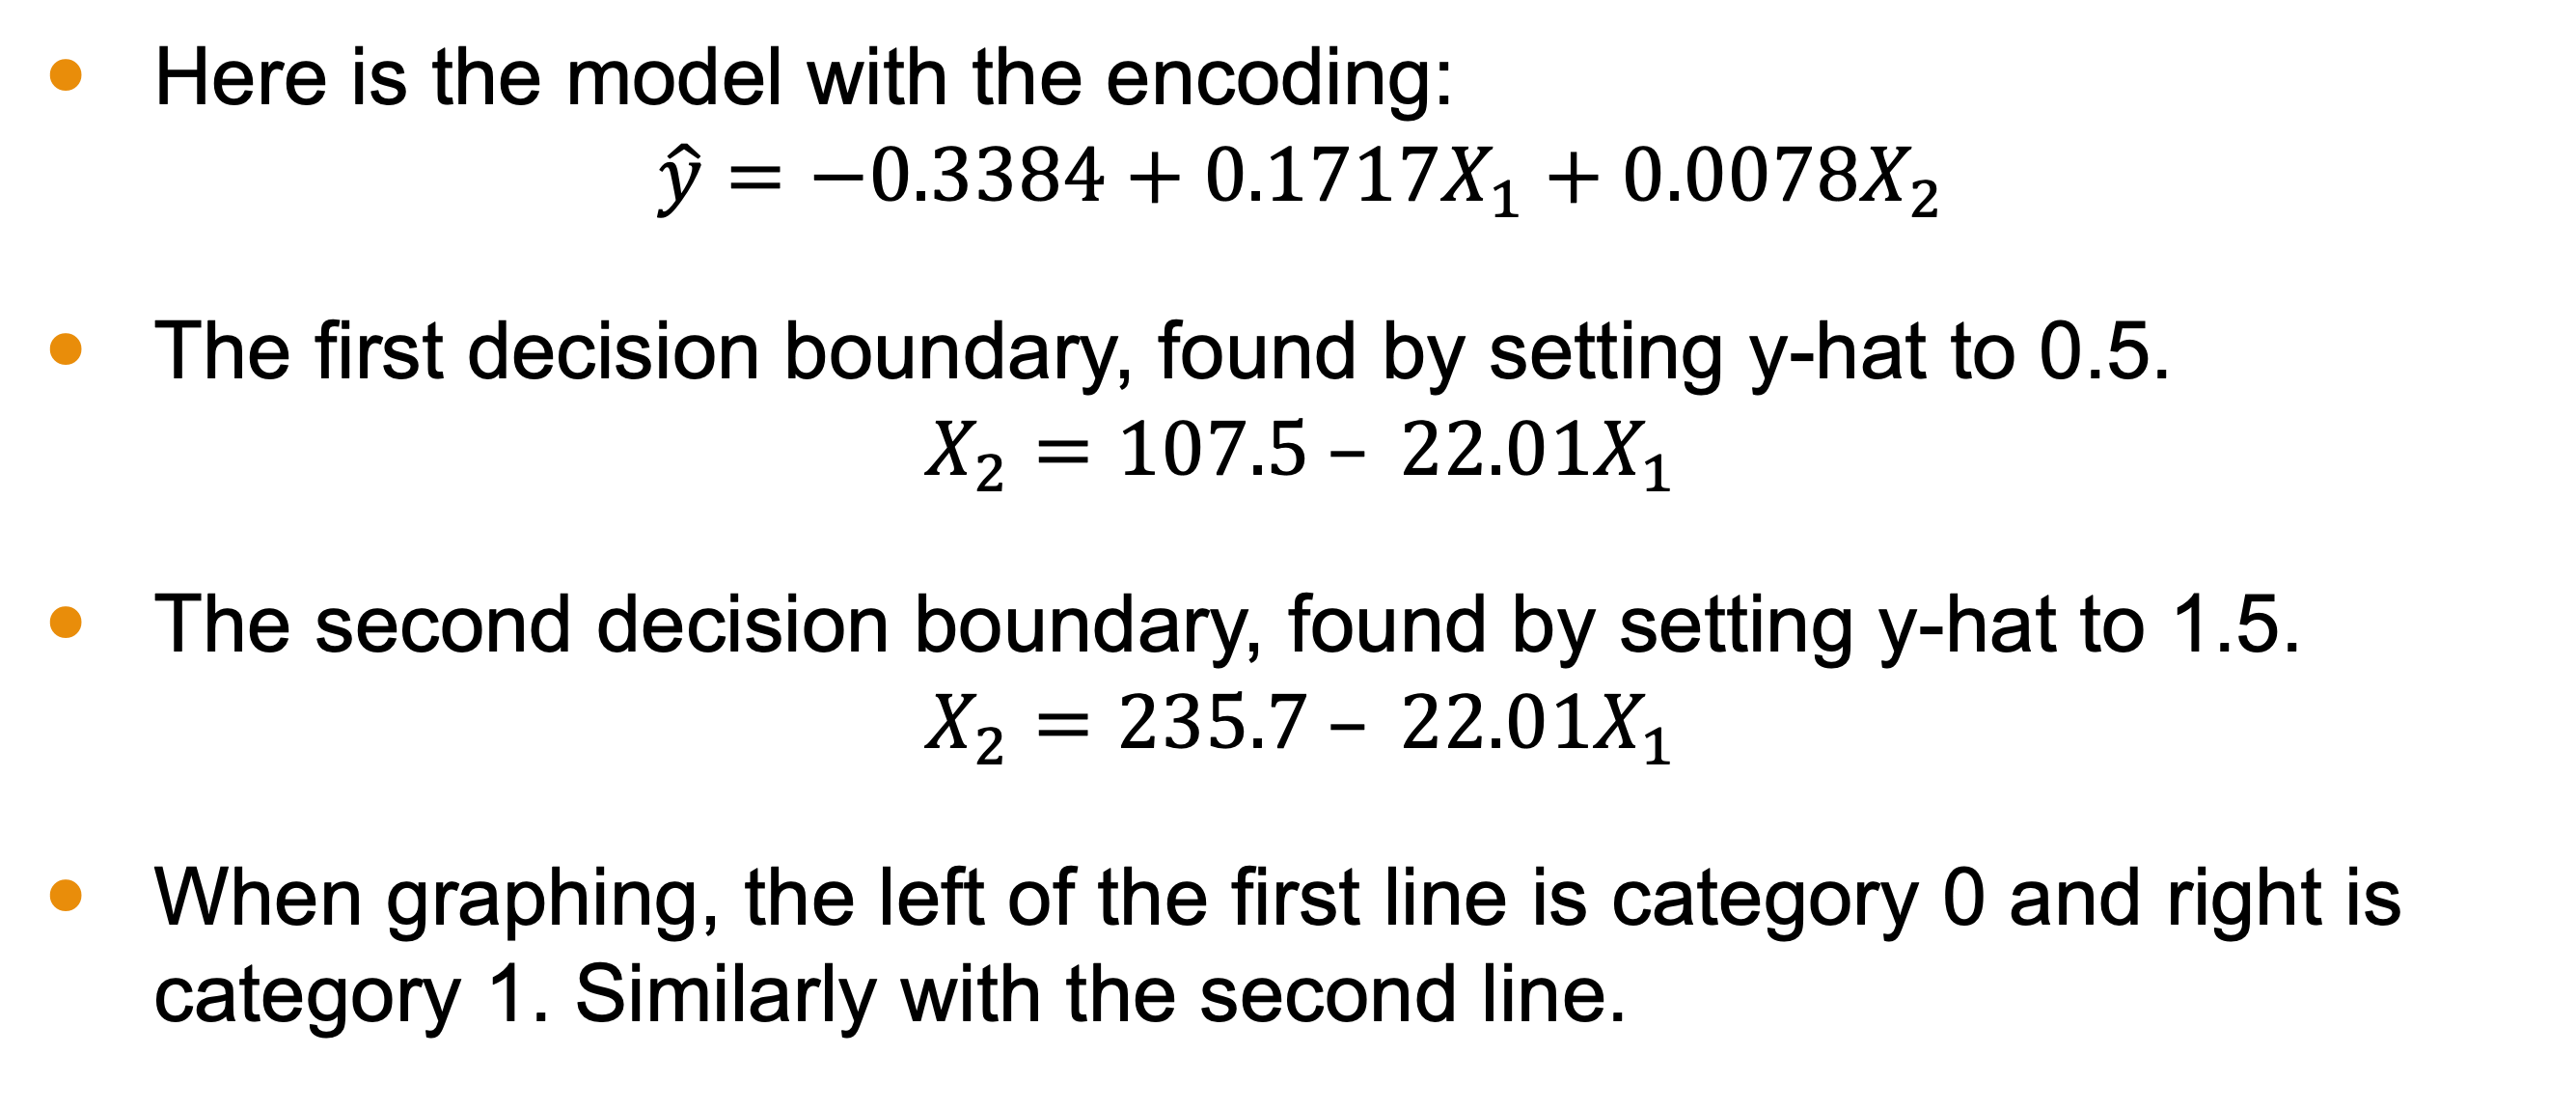 • Here is the model with the encoding:
ŷ = −0.3384 + 0.1717X₁ + 0.0078X₂
• The first decision boundary, found by setting y-hat to 0.5.
X₂ = 107.5 – 22.01X₁
• The second decision boundary, found by setting y-hat to 1.5.
X₂ = 235.7 – 22.01X₁
• When graphing, the left of the first line is category 0 and right is
category 1. Similarly with the second line.